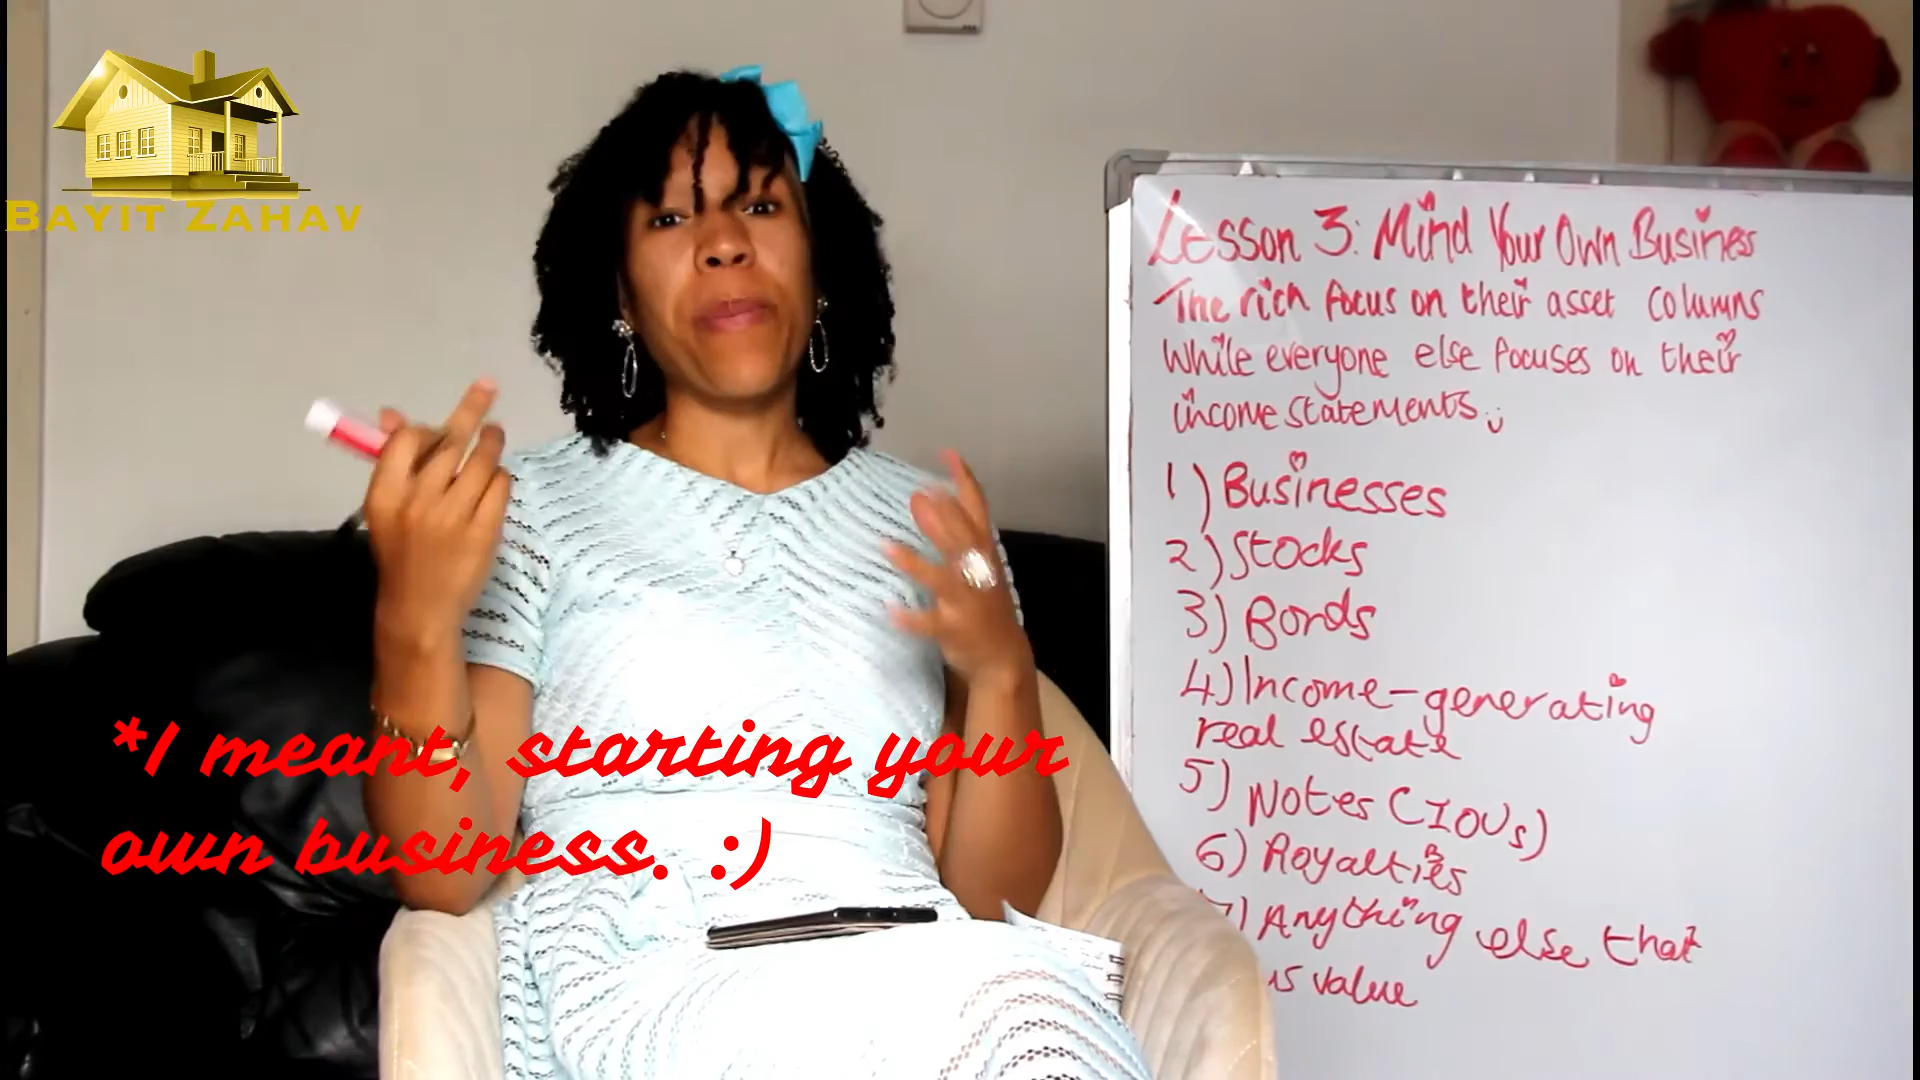 BAYIT ZAHAV
Lesson 3: Mind Your Own Business
The rich focus on their asset columns
While everyone else focuses on their
income statements
1) Businesses
2) Stocks
3) Bonds
4) Income-generating
real estate
5) Notes (IOUs)
6) Royalties
7) Anything else that
value
*I meant, starting your
own business. :)